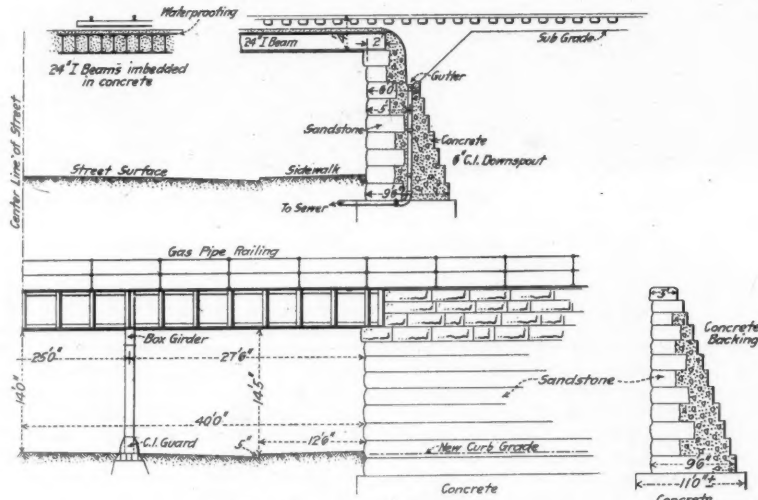 Waterproofing
24" I Beam's imbedded
in concrete
24" I Beam
2'
Sub Grade
Gutter
5'
Sandstone
Concrete
6" C.I. Downspout
Center Line of Street
Street Surface
Sidewalk
9'6"
To Sewer
Gas Pipe Railing
Box Girder
25'0"
27'6"
14'0"
14'5"
40'0"
C.I. Guard
5"
12'6"
New Curb Grade
Concrete
Sandstone
3'
Concrete
Backing
9'6"
11'0"±
Concrete